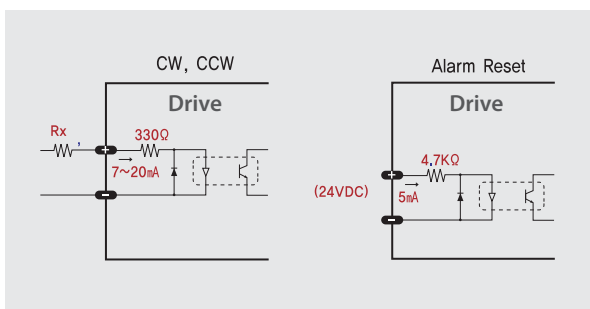 CW, CCW
Drive
Rx ,
330Ω
7~20mA
Alarm Reset
Drive
4.7KΩ
(24VDC)
5mA